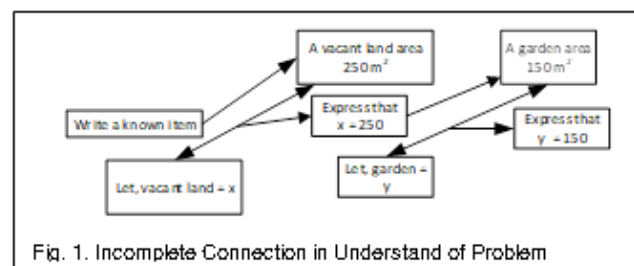 A vacant land area
250 m²
A garden area
150 m²
Write a known item
Express that
x = 250
Express that
y = 150
Let, vacant land = x
Let, garden =
y
Fig. 1. Incomplete Connection in Understand of Problem